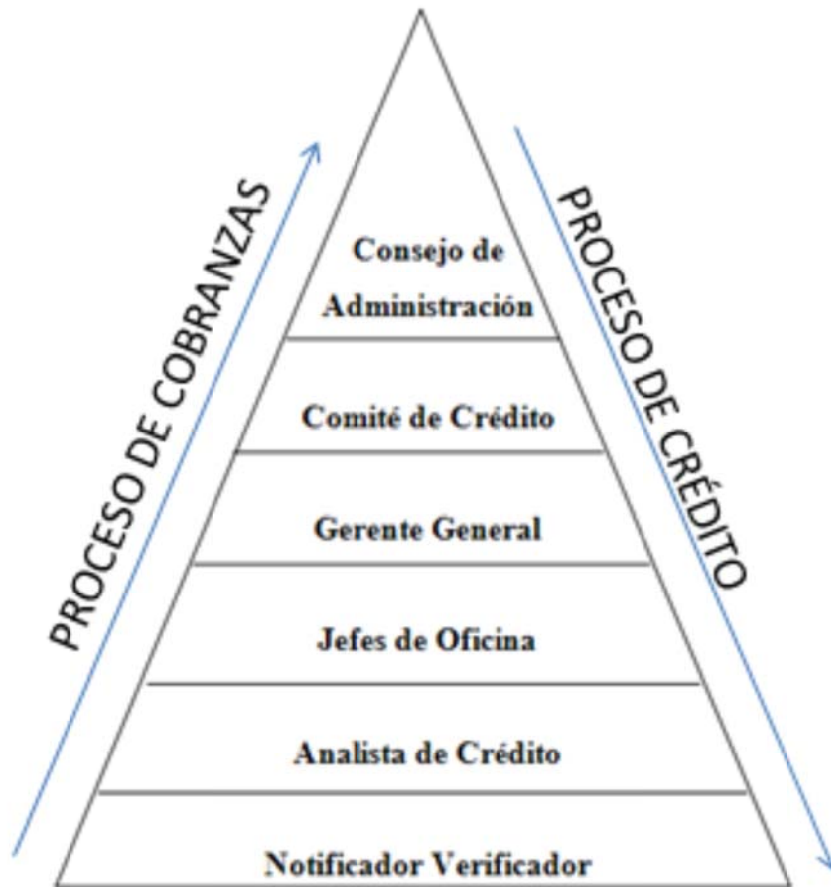 PROCESO DE COBRANZAS
PROCESO DE CRÉDITO
Consejo de
Administración
Comité de Crédito
Gerente General
Jefes de Oficina
Analista de Crédito
Notificador Verificador